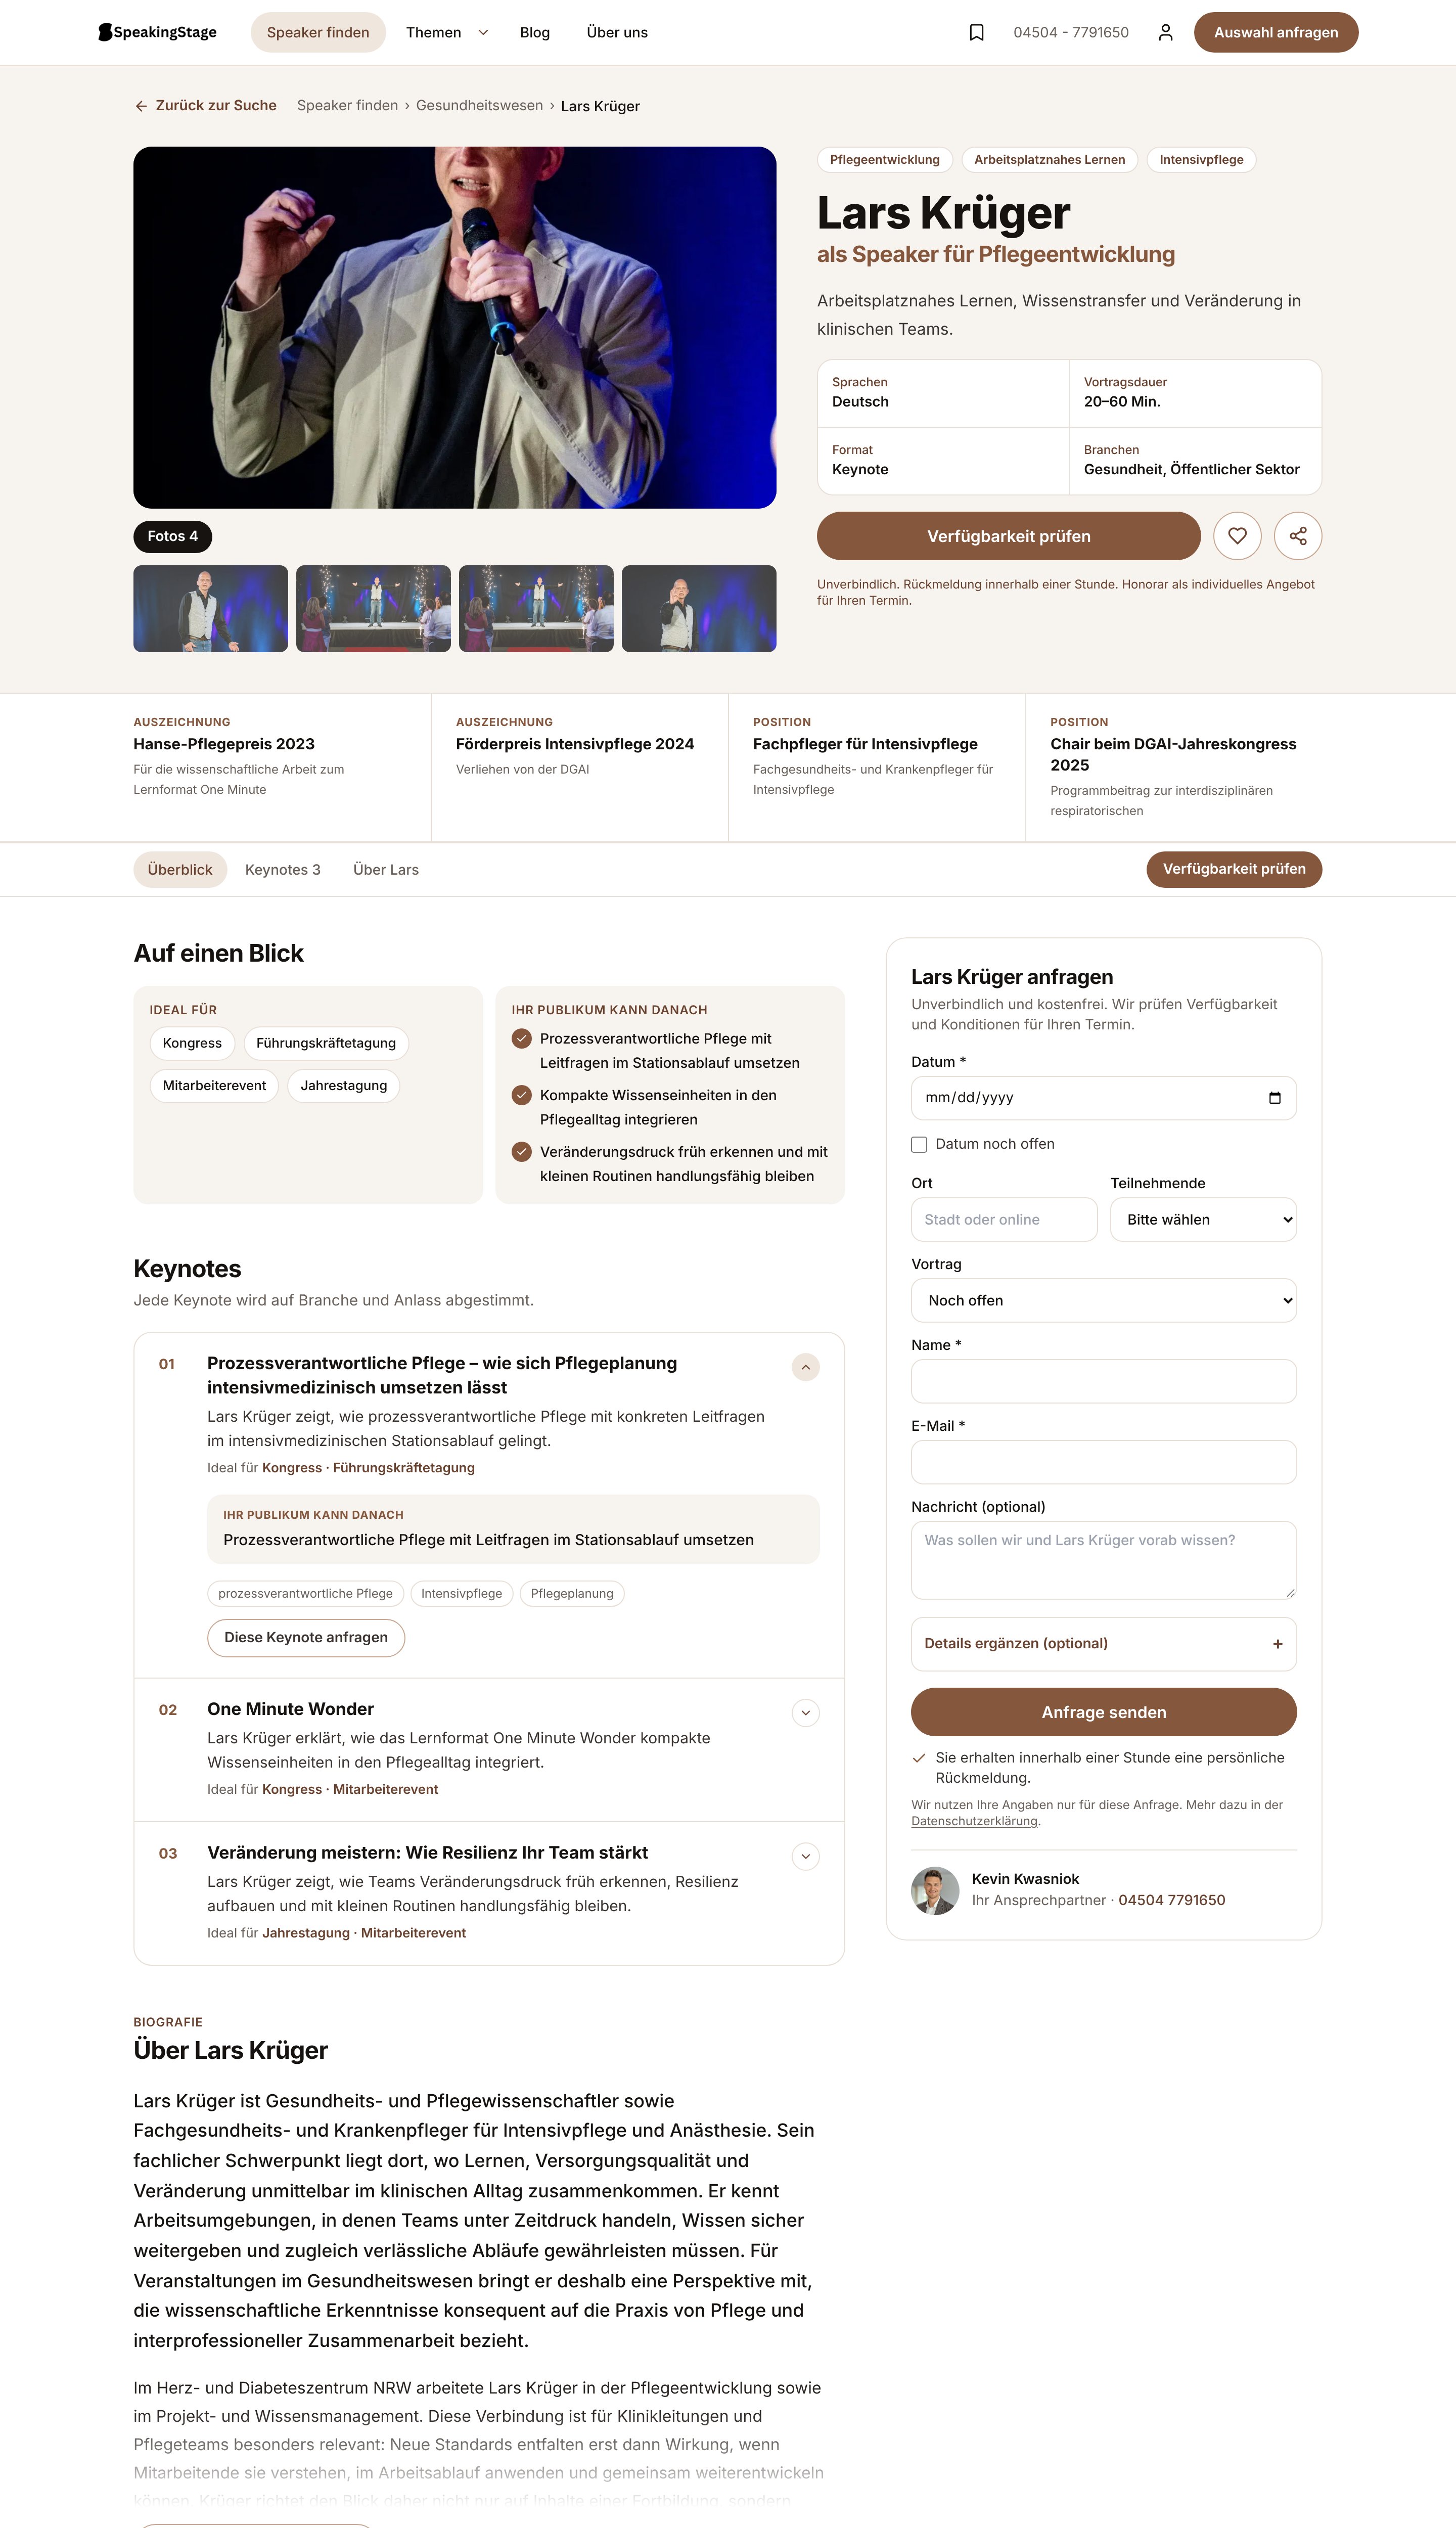 SpeakingStage
Speaker finden
Themen
Blog
Über uns
04504 - 7791650
Auswahl anfragen
Zurück zur Suche
Speaker finden › Gesundheitswesen › Lars Krüger
Pflegeentwicklung
Arbeitsplatznahes Lernen
Intensivpflege
Lars Krüger
als Speaker für Pflegeentwicklung
Arbeitsplatznahes Lernen, Wissenstransfer und Veränderung in
klinischen Teams.
Sprachen
Deutsch
Vortragsdauer
20–60 Min.
Format
Keynote
Branchen
Gesundheit, Öffentlicher Sektor
Verfügbarkeit prüfen
Unverbindlich. Rückmeldung innerhalb einer Stunde. Honorar als individuelles Angebot
für Ihren Termin.
Fotos 4
AUSZEICHNUNG
Hanse-Pflegepreis 2023
Für die wissenschaftliche Arbeit zum
Lernformat One Minute
AUSZEICHNUNG
Förderpreis Intensivpflege 2024
Verliehen von der DGAI
POSITION
Fachpfleger für Intensivpflege
Fachgesundheits- und Krankenpfleger für
Intensivpflege
POSITION
Chair beim DGAI-Jahreskongress
2025
Programmbeitrag zur interdisziplinären
respiratorischen
Überblick
Keynotes 3
Über Lars
Verfügbarkeit prüfen
Auf einen Blick
IDEAL FÜR
Kongress
Führungskräftetagung
Mitarbeiterevent
Jahrestagung
IHR PUBLIKUM KANN DANACH
Prozessverantwortliche Pflege mit
Leitfragen im Stationsablauf umsetzen
Kompakte Wissenseinheiten in den
Pflegealltag integrieren
Veränderungsdruck früh erkennen und mit
kleinen Routinen handlungsfähig bleiben
Keynotes
Jede Keynote wird auf Branche und Anlass abgestimmt.
01
Prozessverantwortliche Pflege – wie sich Pflegeplanung
intensivmedizinisch umsetzen lässt
Lars Krüger zeigt, wie prozessverantwortliche Pflege mit konkreten Leitfragen
im intensivmedizinischen Stationsablauf gelingt.
Ideal für Kongress · Führungskräftetagung
IHR PUBLIKUM KANN DANACH
Prozessverantwortliche Pflege mit Leitfragen im Stationsablauf umsetzen
prozessverantwortliche Pflege
Intensivpflege
Pflegeplanung
Diese Keynote anfragen
02
One Minute Wonder
Lars Krüger erklärt, wie das Lernformat One Minute Wonder kompakte
Wissenseinheiten in den Pflegealltag integriert.
Ideal für Kongress · Mitarbeiterevent
03
Veränderung meistern: Wie Resilienz Ihr Team stärkt
Lars Krüger zeigt, wie Teams Veränderungsdruck früh erkennen, Resilienz
aufbauen und mit kleinen Routinen handlungsfähig bleiben.
Ideal für Jahrestagung · Mitarbeiterevent
Lars Krüger anfragen
Unverbindlich und kostenfrei. Wir prüfen Verfügbarkeit
und Konditionen für Ihren Termin.
Datum *
mm/dd/yyyy
Datum noch offen
Ort
Stadt oder online
Teilnehmende
Bitte wählen
Vortrag
Noch offen
Name *
E-Mail *
Nachricht (optional)
Was sollen wir und Lars Krüger vorab wissen?
Details ergänzen (optional)
+
Anfrage senden
Sie erhalten innerhalb einer Stunde eine persönliche
Rückmeldung.
Wir nutzen Ihre Angaben nur für diese Anfrage. Mehr dazu in der
Datenschutzerklärung.
Kevin Kwasniok
Ihr Ansprechpartner · 04504 7791650
BIOGRAFIE
Über Lars Krüger
Lars Krüger ist Gesundheits- und Pflegewissenschaftler sowie
Fachgesundheits- und Krankenpfleger für Intensivpflege und Anästhesie. Sein
fachlicher Schwerpunkt liegt dort, wo Lernen, Versorgungsqualität und
Veränderung unmittelbar im klinischen Alltag zusammenkommen. Er kennt
Arbeitsumgebungen, in denen Teams unter Zeitdruck handeln, Wissen sicher
weitergeben und zugleich verlässliche Abläufe gewährleisten müssen. Für
Veranstaltungen im Gesundheitswesen bringt er deshalb eine Perspektive mit,
die wissenschaftliche Erkenntnisse konsequent auf die Praxis von Pflege und
interprofessioneller Zusammenarbeit bezieht.
Im Herz- und Diabeteszentrum NRW arbeitete Lars Krüger in der Pflegeentwicklung sowie
im Projekt- und Wissensmanagement. Diese Verbindung ist für Klinikleitungen und
Pflegeteams besonders relevant: Neue Standards entfalten erst dann Wirkung, wenn
Mitarbeitende sie verstehen, im Arbeitsablauf anwenden und gemeinsam weiterentwickeln
können. Krüger richtet den Blick daher nicht nur auf Inhalte einer Fortbildung, sondern